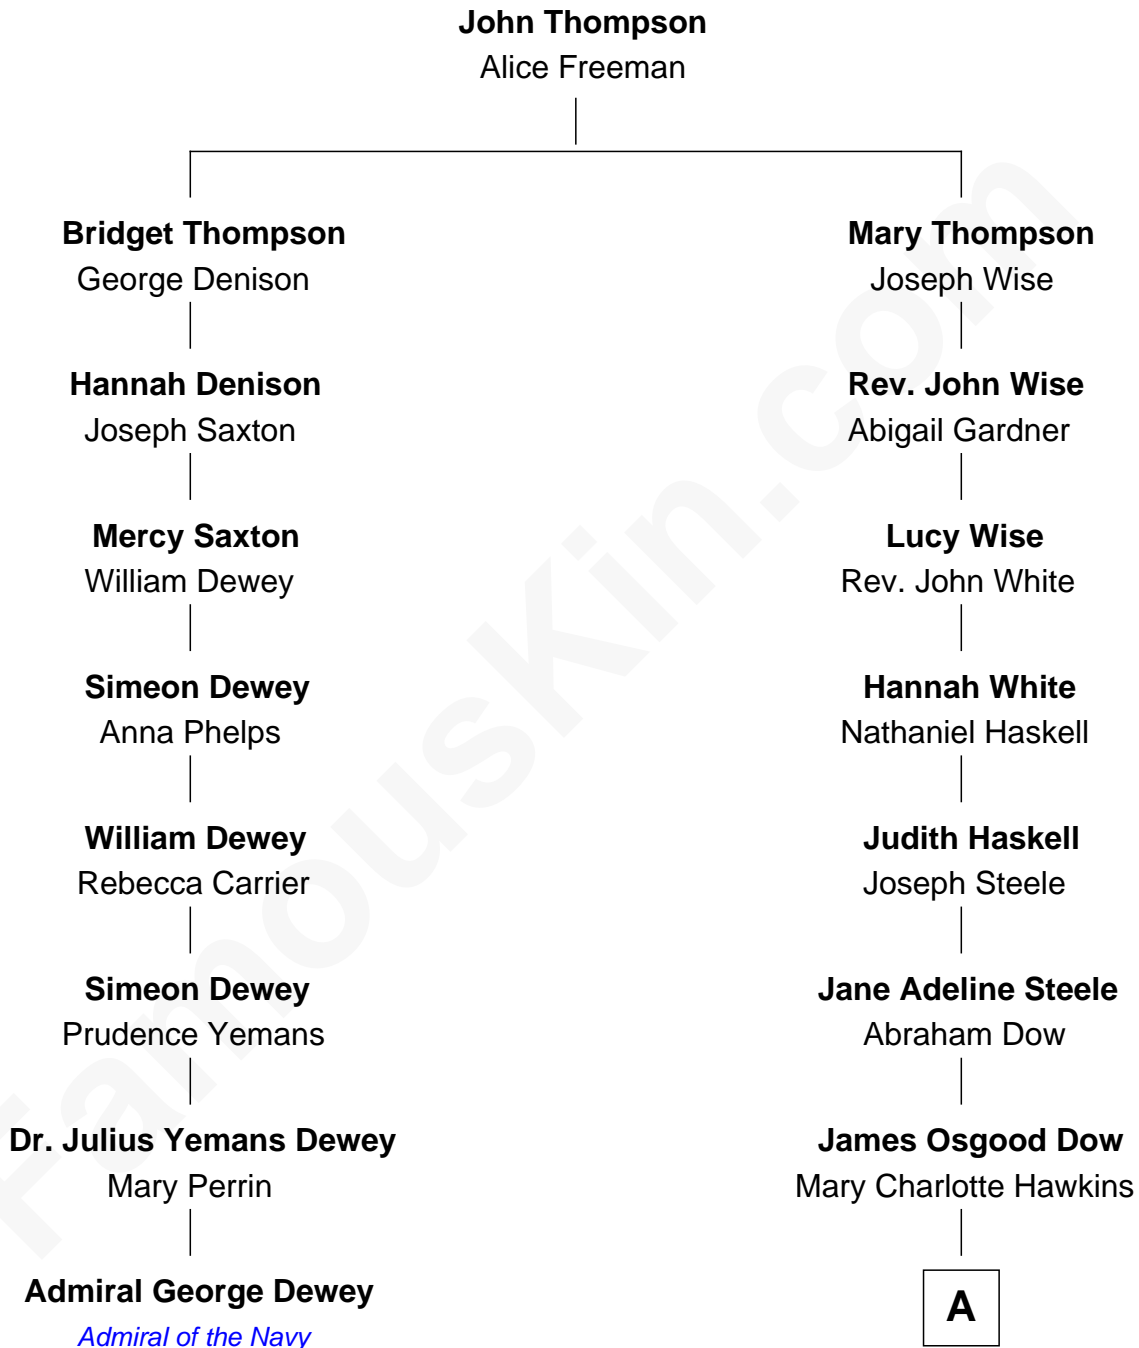 John Thompson
Alice Freeman
Bridget Thompson
George Denison
Mary Thompson
Joseph Wise
Hannah Denison
Joseph Saxton
Rev. John Wise
Abigail Gardner
Mercy Saxton
William Dewey
Lucy Wise
Rev. John White
Simeon Dewey
Anna Phelps
Hannah White
Nathaniel Haskell
William Dewey
Rebecca Carrier
Judith Haskell
Joseph Steele
Simeon Dewey
Prudence Yemans
Jane Adeline Steele
Abraham Dow
Dr. Julius Yemans Dewey
Mary Perrin
James Osgood Dow
Mary Charlotte Hawkins
Admiral George Dewey
Admiral of the Navy
A
FamousKin.com